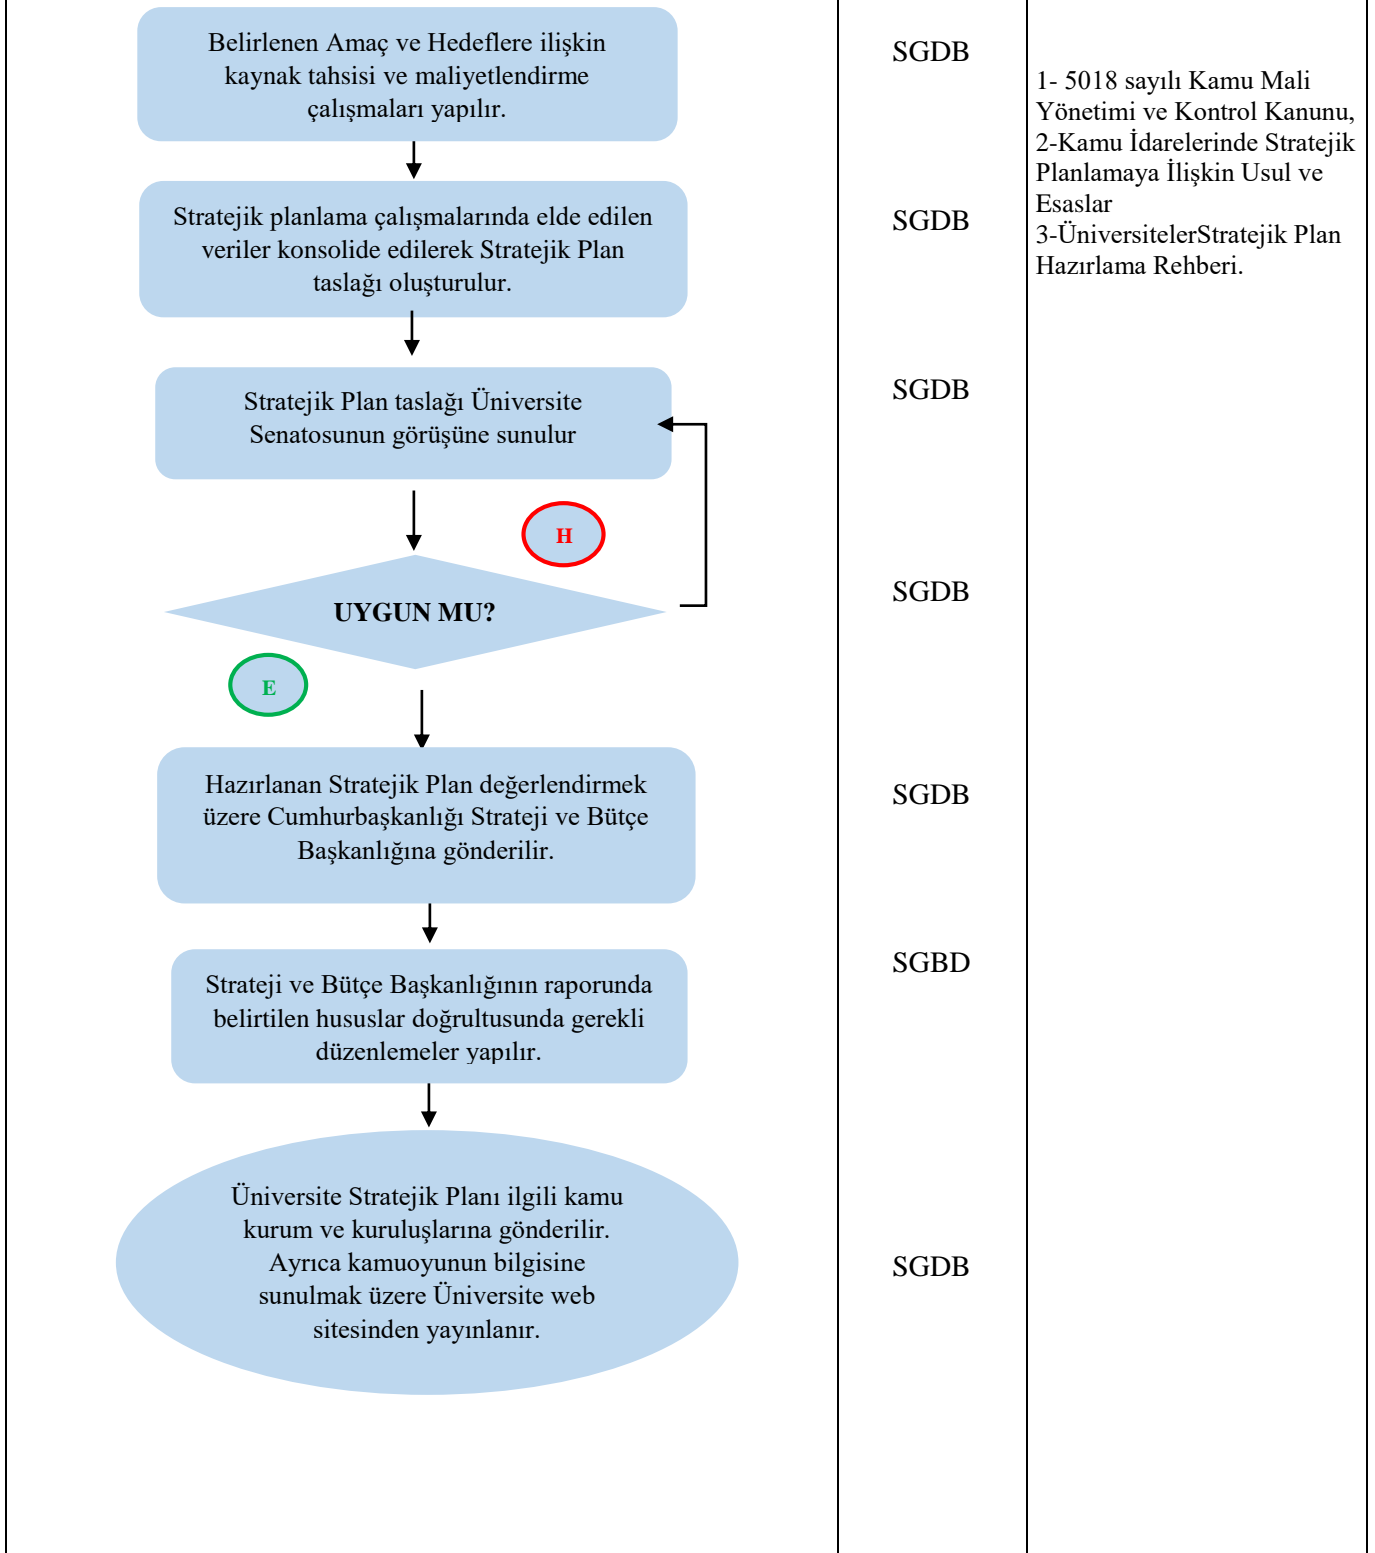 Belirlenen Amaç ve Hedeflere ilişkin
kaynak tahsisi ve maliyetlendirme
çalışmaları yapılır.
SGDB
1- 5018 sayılı Kamu Mali
Yönetimi ve Kontrol Kanunu,
2-Kamu İdarelerinde Stratejik
Planlamaya İlişkin Usul ve
Esaslar
3-ÜniversitelerStratejik Plan
Hazırlama Rehberi.
Stratejik planlama çalışmalarında elde edilen
veriler konsolide edilerek Stratejik Plan
taslağı oluşturulur.
SGDB
Stratejik Plan taslağı Üniversite
Senatosunun görüşüne sunulur
SGDB
H
UYGUN MU?
SGDB
E
Hazırlanan Stratejik Plan değerlendirmek
üzere Cumhurbaşkanlığı Strateji ve Bütçe
Başkanlığına gönderilir.
SGDB
Strateji ve Bütçe Başkanlığının raporunda
belirtilen hususlar doğrultusunda gerekli
düzenlemeler yapılır.
SGBD
Üniversite Stratejik Planı ilgili kamu
kurum ve kuruluşlarına gönderilir.
Ayrıca kamuoyunun bilgisine
sunulmak üzere Üniversite web
sitesinden yayınlanır.
SGDB